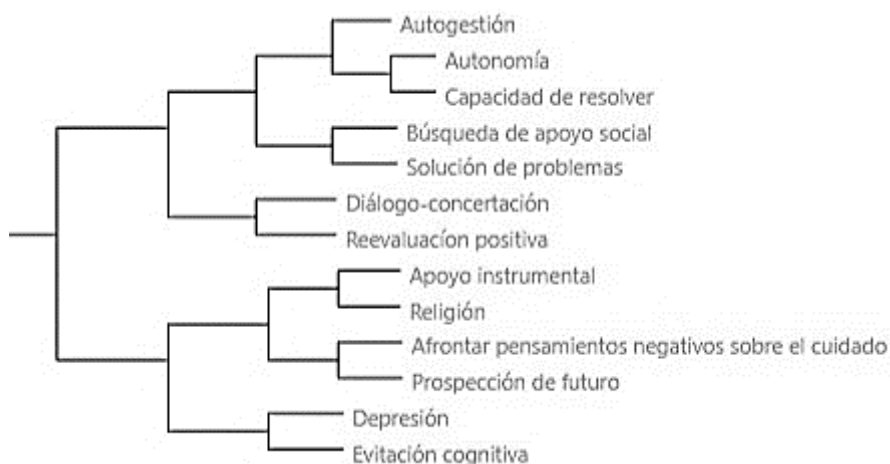 Autogestión
Autonomía
Capacidad de resolver
Búsqueda de apoyo social
Solución de problemas
Diálogo-concertación
Reevaluacíon positiva
Apoyo instrumental
Religión
Afrontar pensamientos negativos sobre el cuidado
Prospección de futuro
Depresión
Evitación cognitiva